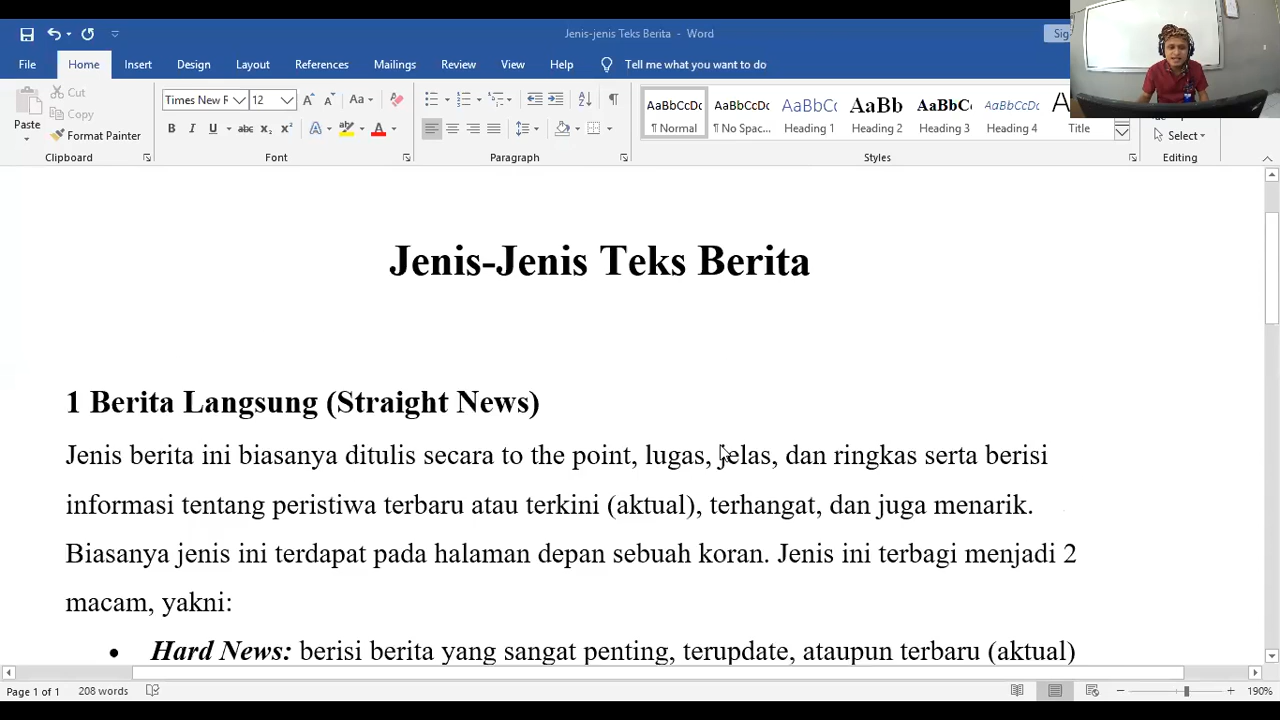 Jenis-jenis Teks Berita - Word
File Home Insert Design Layout References Mailings Review View Help Tell me what you want to do
Paste Cut Copy Format Painter Clipboard
Times New R 12 Aa B I U abc x₂ x² A A Font
Paragraph
AaBbCcDc ¶ Normal
AaBbCcDc ¶ No Spac...
AaBbC Heading 1
AaBb Heading 2
AaBbCc Heading 3
AaBbCcDc Heading 4
Title
Styles
Select
Editing
Jenis-Jenis Teks Berita
1 Berita Langsung (Straight News)
Jenis berita ini biasanya ditulis secara to the point, lugas, jelas, dan ringkas serta berisi
informasi tentang peristiwa terbaru atau terkini (aktual), terhangat, dan juga menarik.
Biasanya jenis ini terdapat pada halaman depan sebuah koran. Jenis ini terbagi menjadi 2
macam, yakni:
• Hard News: berisi berita yang sangat penting, terupdate, ataupun terbaru (aktual)
Page 1 of 1 208 words 190%